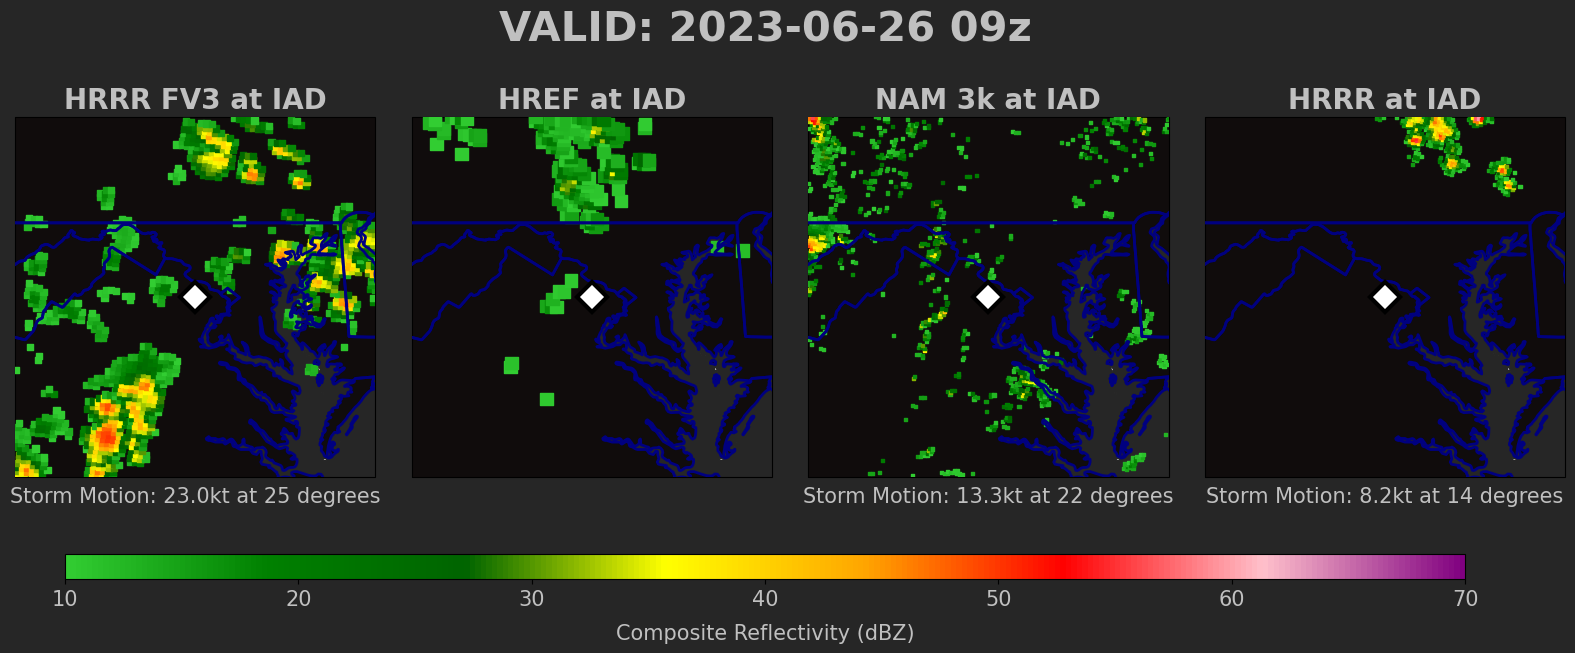 VALID: 2023-06-26 09z
HRRR FV3 at IAD
HREF at IAD
NAM 3k at IAD
HRRR at IAD
Storm Motion: 23.0kt at 25 degrees
Storm Motion: 13.3kt at 22 degrees
Storm Motion: 8.2kt at 14 degrees
10 20 30 40 50 60 70
Composite Reflectivity (dBZ)